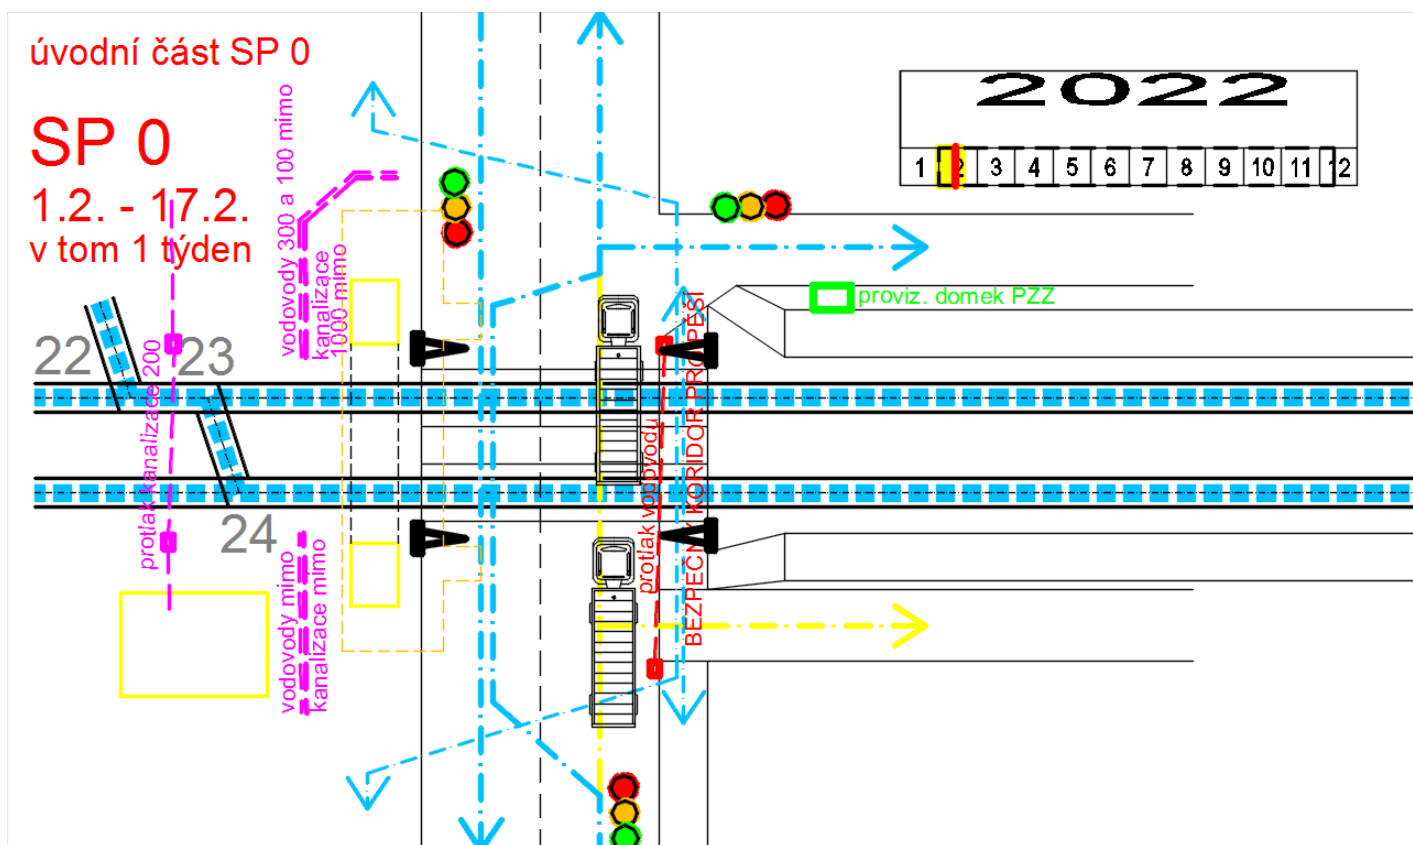 úvodní část SP 0
SP 0
1.2. - 17.2.
v tom 1 týden
2022
1 2 3 4 5 6 7 8 9 10 11 12
vodovody 300 a 100 mimo
kanalizace
1000 mimo
proviz. domek PZZ
22
23
24
protlak kanalizace 200
protlak vodovodu
BEZPEČNÝ KORIDOR PRO PĚŠÍ
vodovody mimo
kanalizace mimo